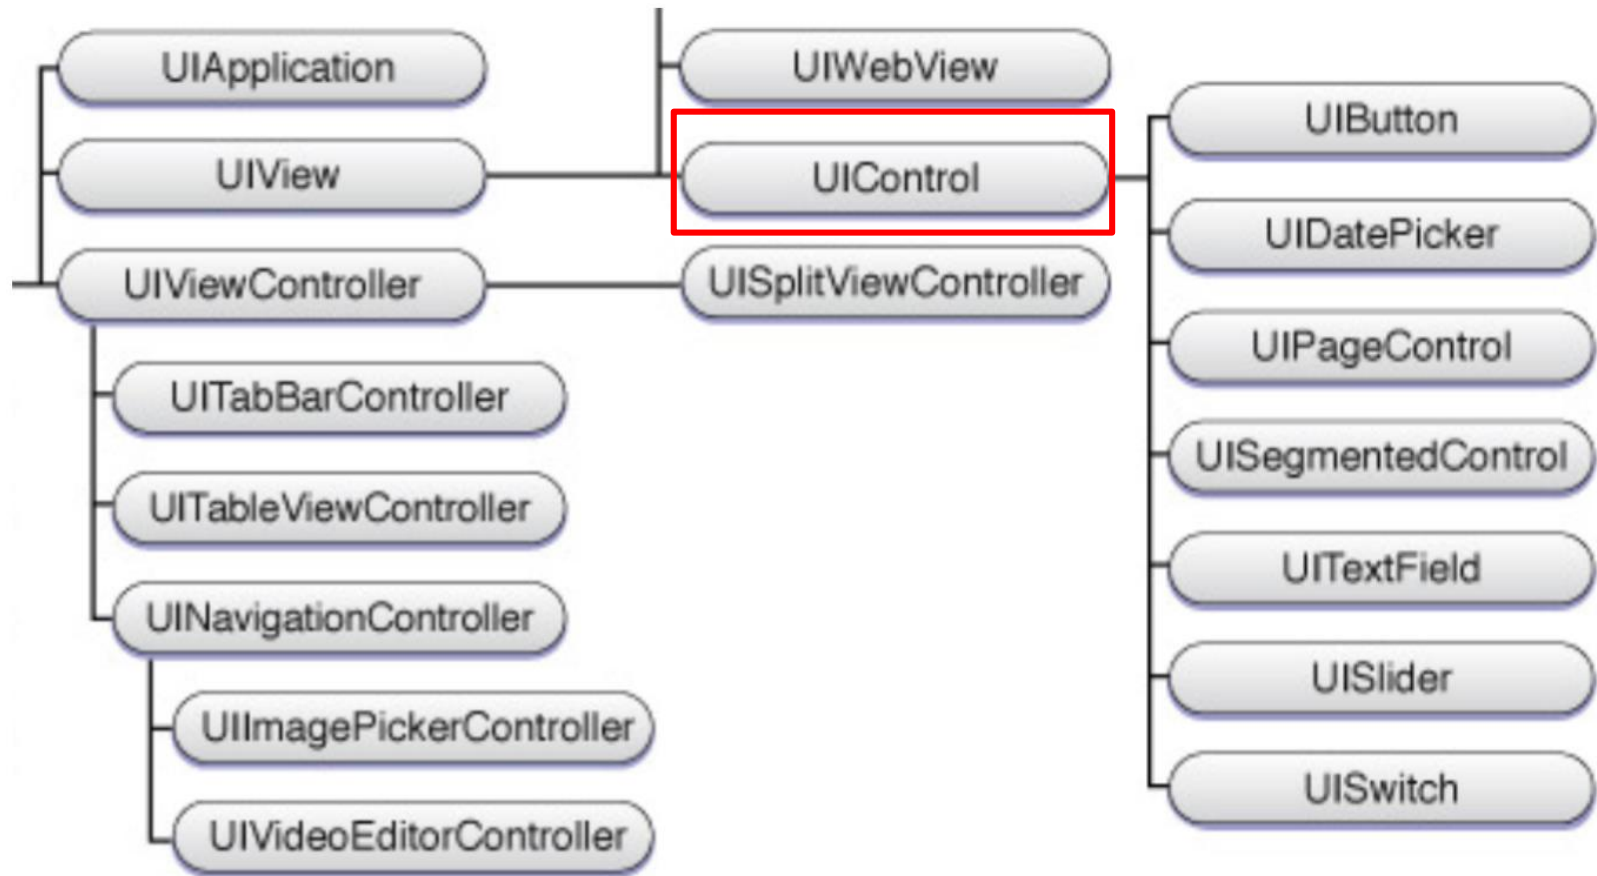 UIApplication
UIView
UIViewController
UITabBarController
UITableViewController
UINavigationController
UIImagePickerController
UIVideoEditorController
UIWebView
UIControl
UISplitViewController
UIButton
UIDatePicker
UIPageControl
UISegmentedControl
UITextField
UISlider
UISwitch